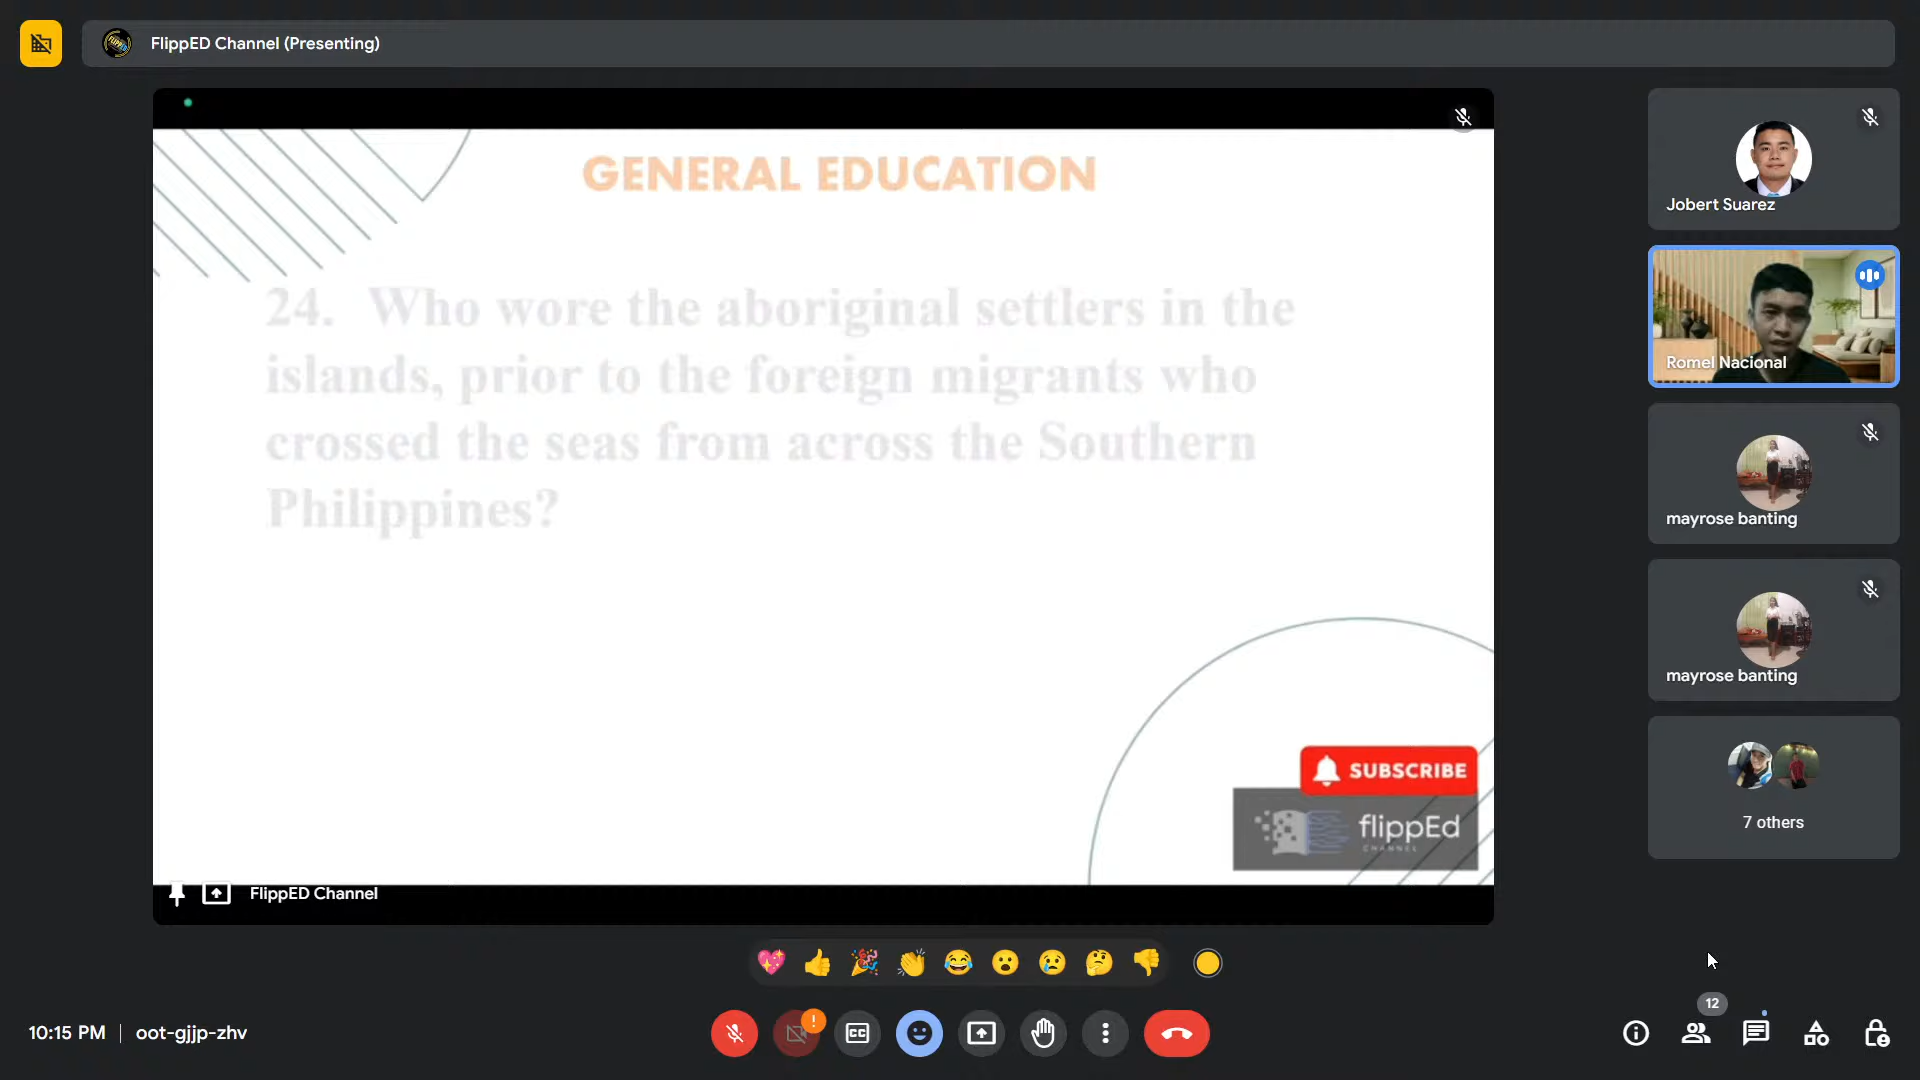 FlippED Channel (Presenting)
GENERAL EDUCATION
24. Who wore the aboriginal settlers in the
islands, prior to the foreign migrants who
crossed the seas from across the Southern
Philippines?
SUBSCRIBE
flippEd
CHANNEL
FlippED Channel
Jobert Suarez
Romel Nacional
mayrose banting
mayrose banting
7 others
10:15 PM | oot-gjjp-zhv
!
CC
12